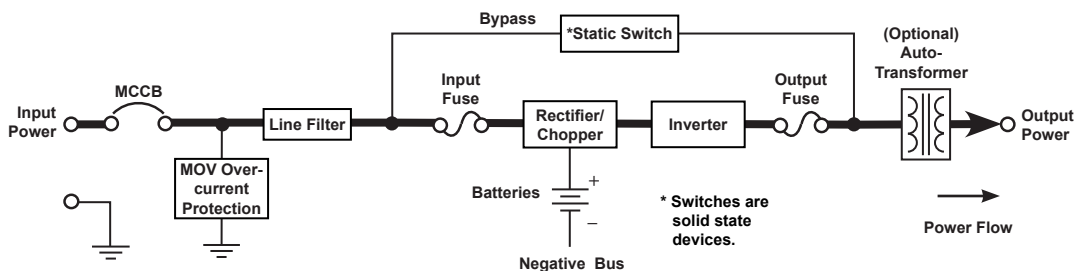 Bypass
*Static Switch
(Optional)
Auto-
Transformer
MCCB
Input
Fuse
Output
Fuse
Input
Power
Line Filter
Rectifier/
Chopper
Inverter
Output
Power
MOV Over-
current
Protection
Batteries
+
–
* Switches are
solid state
devices.
Power Flow
Negative Bus